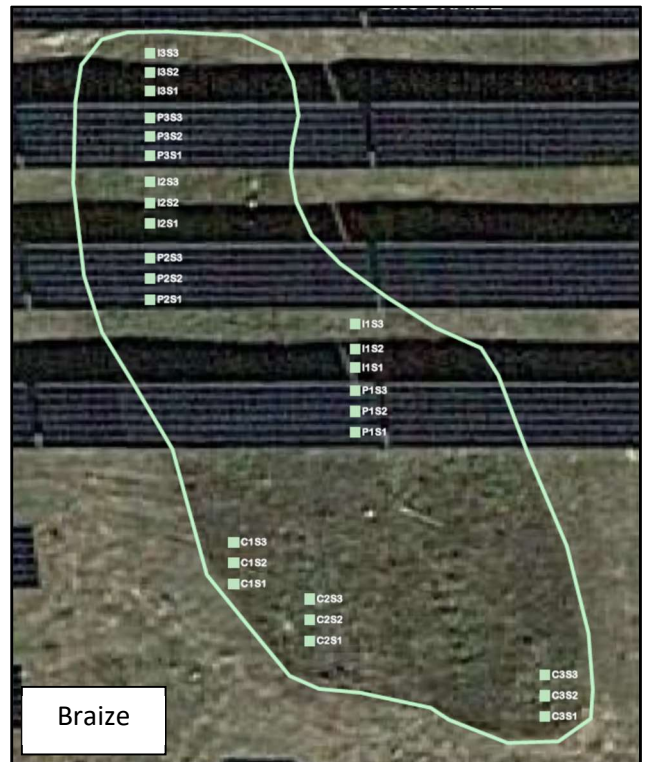 I3S3
I3S2
I3S1
P3S3
P3S2
P3S1
I2S3
I2S2
I2S1
P2S3
P2S2
P2S1
I1S3
I1S2
I1S1
P1S3
P1S2
P1S1
C1S3
C1S2
C1S1
C2S3
C2S2
C2S1
C3S3
C3S2
C3S1
Braize